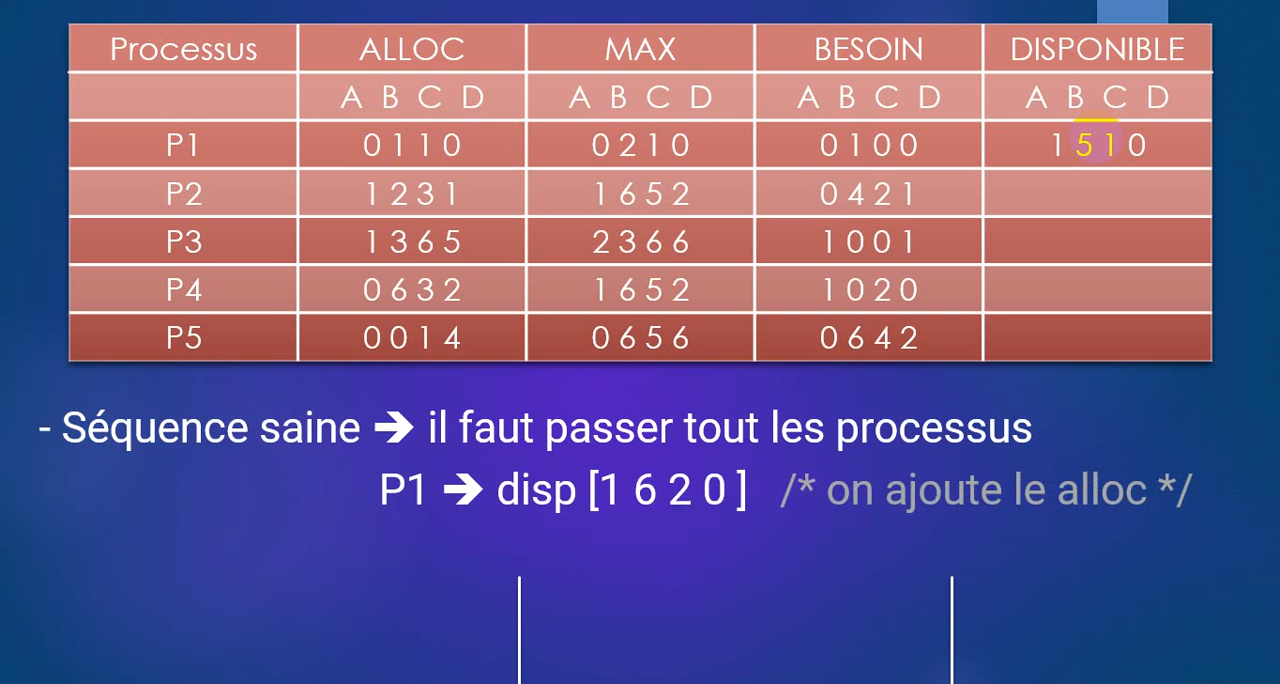 Processus ALLOC MAX BESOIN DISPONIBLE
A B C D A B C D A B C D A B C D
P1 0 1 1 0 0 2 1 0 0 1 0 0 1 5 1 0
P2 1 2 3 1 1 6 5 2 0 4 2 1
P3 1 3 6 5 2 3 6 6 1 0 0 1
P4 0 6 3 2 1 6 5 2 1 0 2 0
P5 0 0 1 4 0 6 5 6 0 6 4 2
- Séquence saine ➔ il faut passer tout les processus
P1 ➔ disp [1 6 2 0 ] /* on ajoute le alloc */